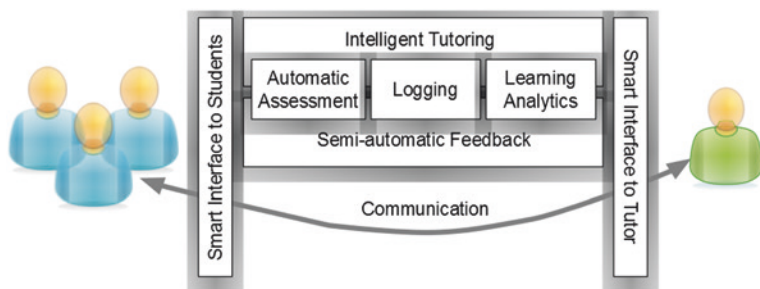 Smart Interface to Students
Intelligent Tutoring
Automatic
Assessment
Logging
Learning
Analytics
Semi-automatic Feedback
Communication
Smart Interface to Tutor